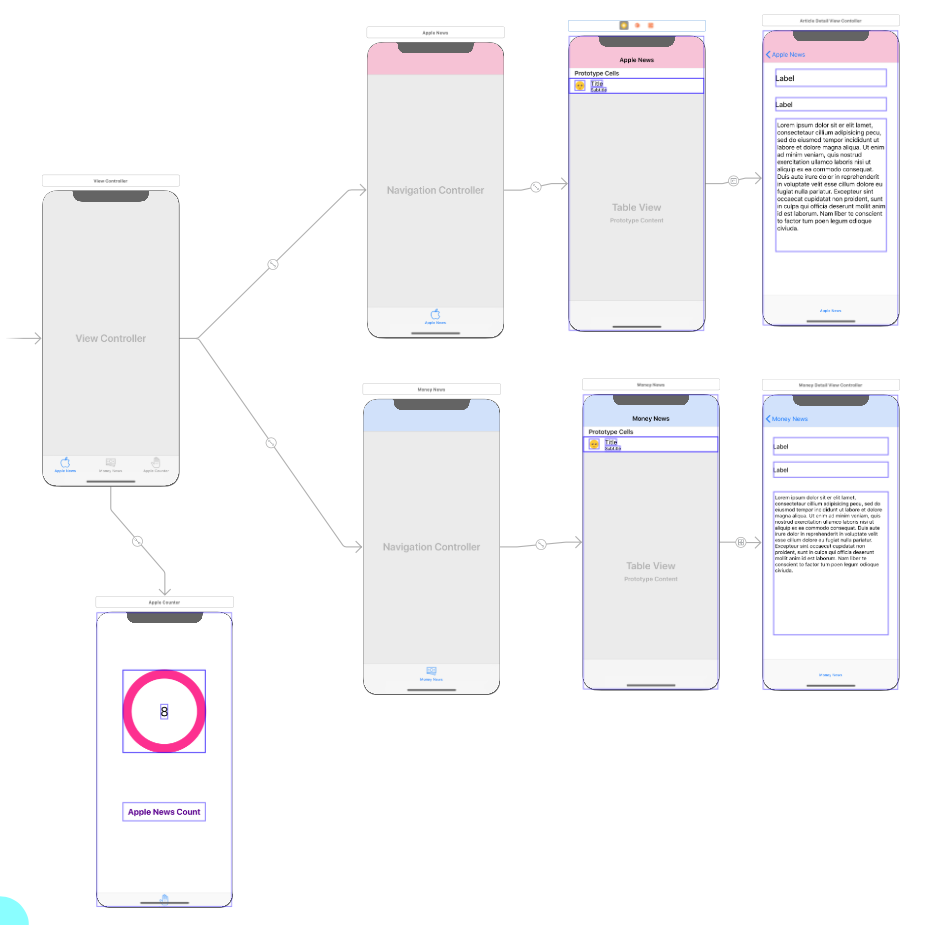 View Controller
View Controller
Apple News
Money News
Apple Counter
Apple News
Navigation Controller
Apple News
Apple News
Prototype Cells
Title
Subtitle
Table View
Prototype Content
Article Detail View Controller
Apple News
Label
Label
Lorem ipsum dolor sit er elit lamet,
consectetaur cillium adipisicing pecu,
sed do eiusmod tempor incididunt ut
labore et dolore magna aliqua. Ut enim
ad minim veniam, quis nostrud
exercitation ullamco laboris nisi ut
aliquip ex ea commodo consequat.
Duis aute irure dolor in reprehenderit
in voluptate velit esse cillum dolore eu
fugiat nulla pariatur. Excepteur sint
occaecat cupidatat non proident, sunt
in culpa qui officia deserunt mollit anim
id est laborum. Nam liber te conscient
to factor tum poen legum odioque
civiuda.
Apple News
Money News
Navigation Controller
Money News
Money News
Money News
Prototype Cells
Title
Subtitle
Table View
Prototype Content
Money Detail View Controller
Money News
Label
Label
Lorem ipsum dolor sit er elit lamet,
consectetaur cillium adipisicing pecu, sed do
eiusmod tempor incididunt ut labore et dolore
magna aliqua. Ut enim ad minim veniam, quis
nostrud exercitation ullamco laboris nisi ut
aliquip ex ea commodo consequat. Duis aute
irure dolor in reprehenderit in voluptate velit
esse cillum dolore eu fugiat nulla pariatur.
Excepteur sint occaecat cupidatat non
proident, sunt in culpa qui officia deserunt
mollit anim id est laborum. Nam liber te
conscient to factor tum poen legum odioque
civiuda.
Money News
Apple Counter
8
Apple News Count